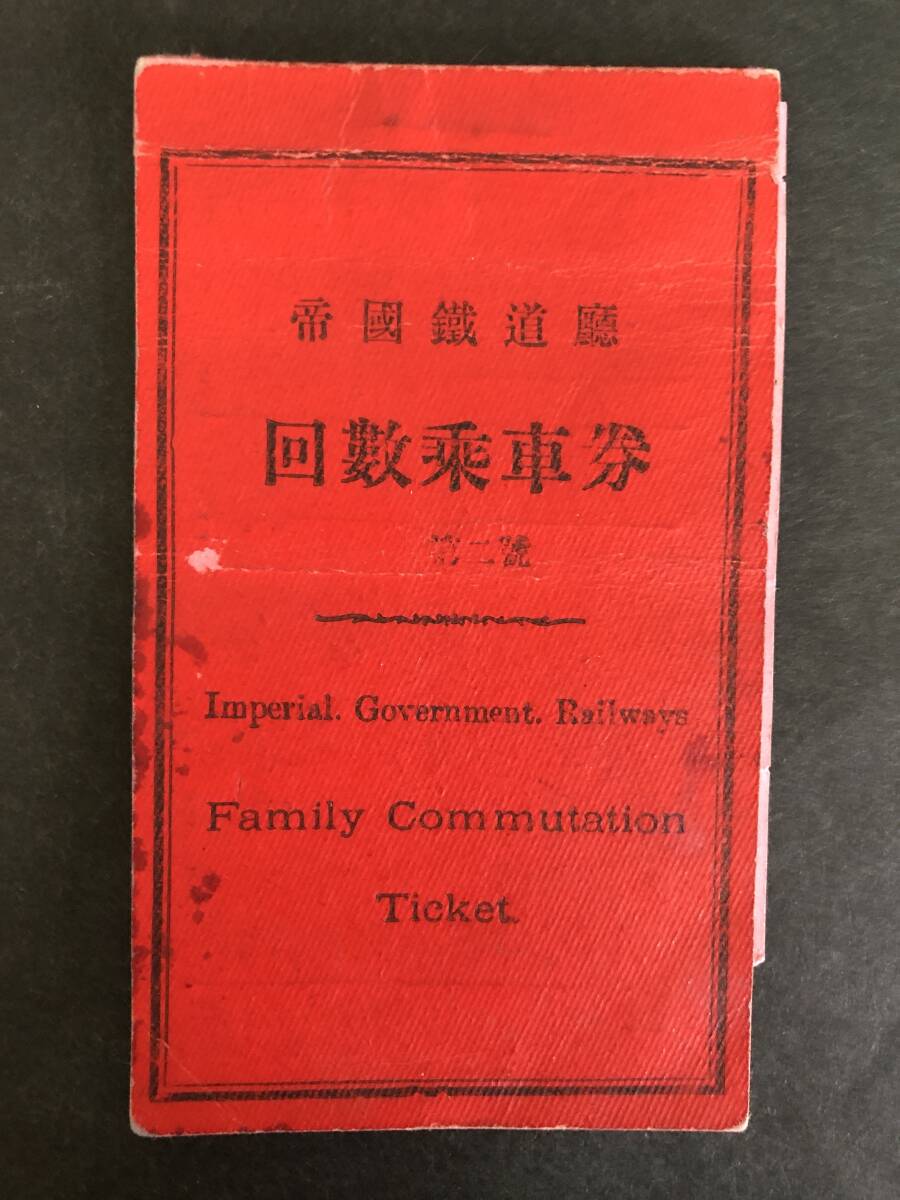 帝國鐵道廳
回數乘車券
第二號
Imperial. Government. Railways
Family Commutation
Ticket.